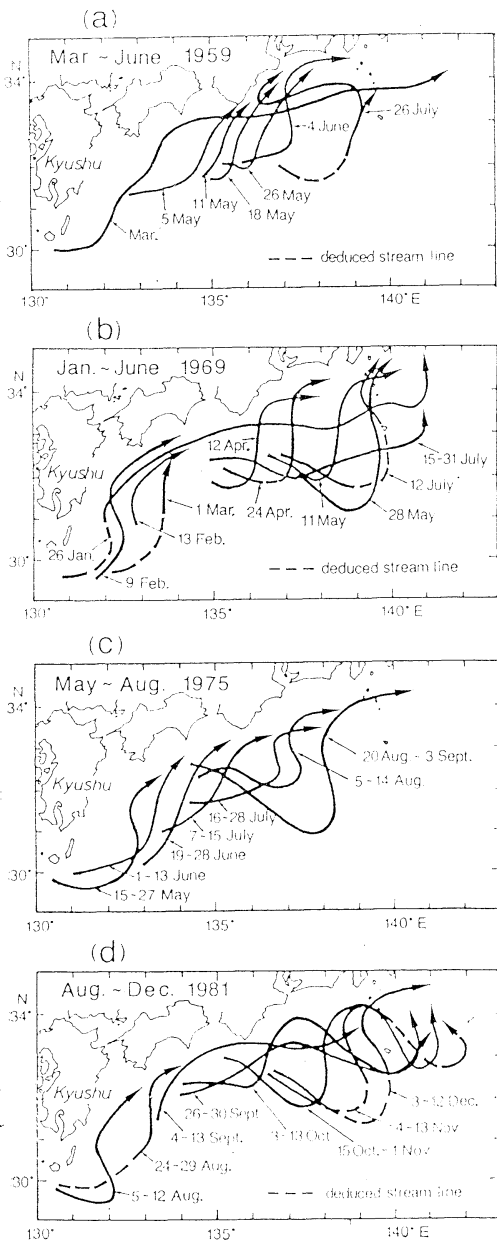 (a)
Mar ~ June 1959
N
34°
Kyushu
4 June
26 July
26 May
18 May
11 May
5 May
Mar.
30°
deduced stream line
130° 135° 140° E
(b)
Jan. ~ June 1969
N
34°
Kyushu
12 Apr.
15-31 July
12 July
28 May
11 May
24 Apr.
1 Mar.
13 Feb.
26 Jan.
9 Feb.
30°
deduced stream line
130° 135° 140° E
(c)
May ~ Aug. 1975
N
34°
Kyushu
20 Aug. - 3 Sept.
5-14 Aug.
16-28 July
7-15 July
19-28 June
1-13 June
15-27 May
30°
130° 135° 140° E
(d)
Aug. ~ Dec. 1981
N
34°
Kyushu
3-12 Dec.
4-13 Nov
15 Oct. - 1 Nov
3-13 Oct.
26-30 Sept.
4-13 Sept.
24-29 Aug.
5-12 Aug.
30°
deduced stream line
130° 135° 140° E